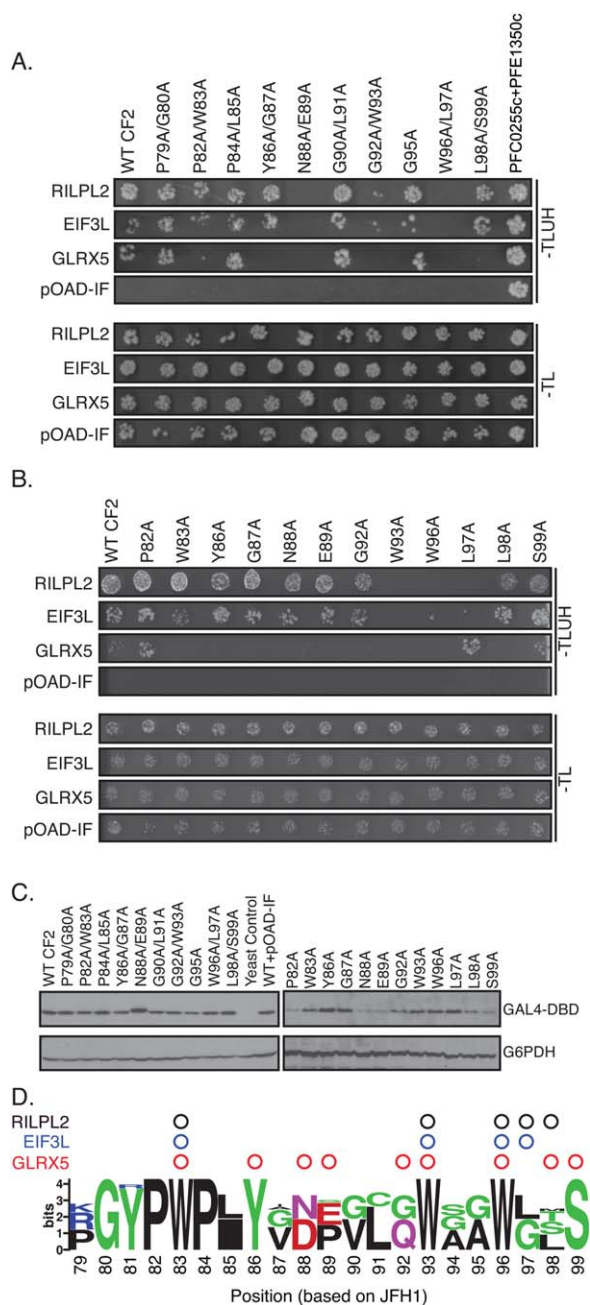 A.
WT CF2
P79A/G80A
P82A/W83A
P84A/L85A
Y86A/G87A
N88A/E89A
G90A/L91A
G92A/W93A
G95A
W96A/L97A
L98A/S99A
PFC0255c+PFE1350c
RILPL2
EIF3L
GLRX5
pOAD-IF
-TLUH
RILPL2
EIF3L
GLRX5
pOAD-IF
-TL
B.
WT CF2
P82A
W83A
Y86A
G87A
N88A
E89A
G92A
W93A
W96A
L97A
L98A
S99A
RILPL2
EIF3L
GLRX5
pOAD-IF
-TLUH
RILPL2
EIF3L
GLRX5
pOAD-IF
-TL
C.
WT CF2
P79A/G80A
P82A/W83A
P84A/L85A
Y86A/G87A
N88A/E89A
G90A/L91A
G92A/W93A
G95A
W96A/L97A
L98A/S99A
Yeast Control
WT+pOAD-IF
P82A
W83A
Y86A
G87A
N88A
E89A
G92A
W93A
W96A
L97A
L98A
S99A
GAL4-DBD
G6PDH
D.
RILPL2
EIF3L
GLRX5
bits
4
3
2
1
0
79 80 81 82 83 84 85 86 87 88 89 90 91 92 93 94 95 96 97 98 99
Position (based on JFH1)